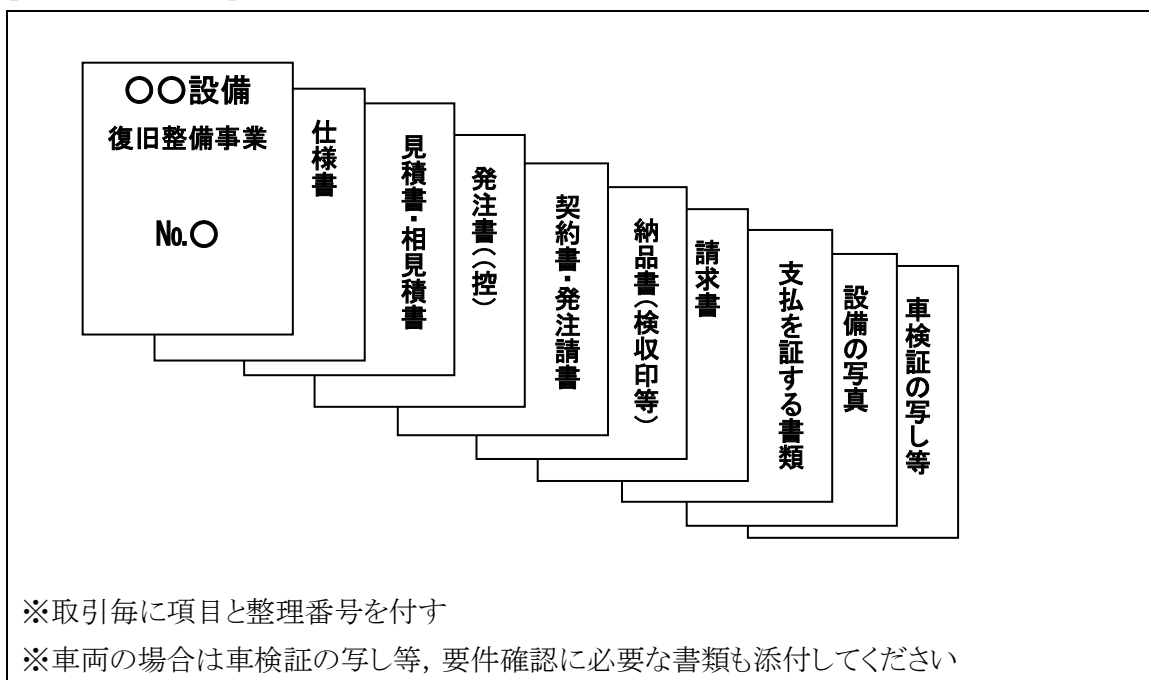 〇〇設備
復旧整備事業
No.〇
仕様書
見積書・相見積書
発注書((控)
契約書・発注請書
納品書(検収印等)
請求書
支払を証する書類
設備の写真
車検証の写し等
※取引毎に項目と整理番号を付す
※車両の場合は車検証の写し等, 要件確認に必要な書類も添付してください